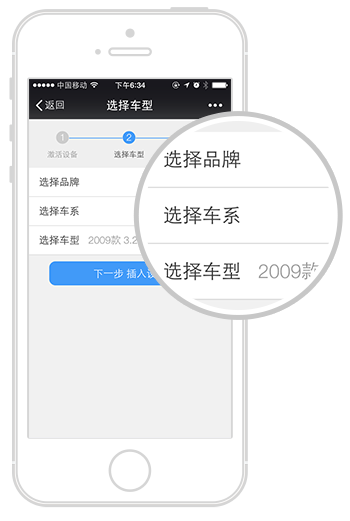 中国移动 下午6:34
返回 选择车型
1 2
激活设备 选择车型
选择品牌
选择车系
选择车型 2009款 3.2
下一步 插入设
选择品牌
选择车系
选择车型 2009款